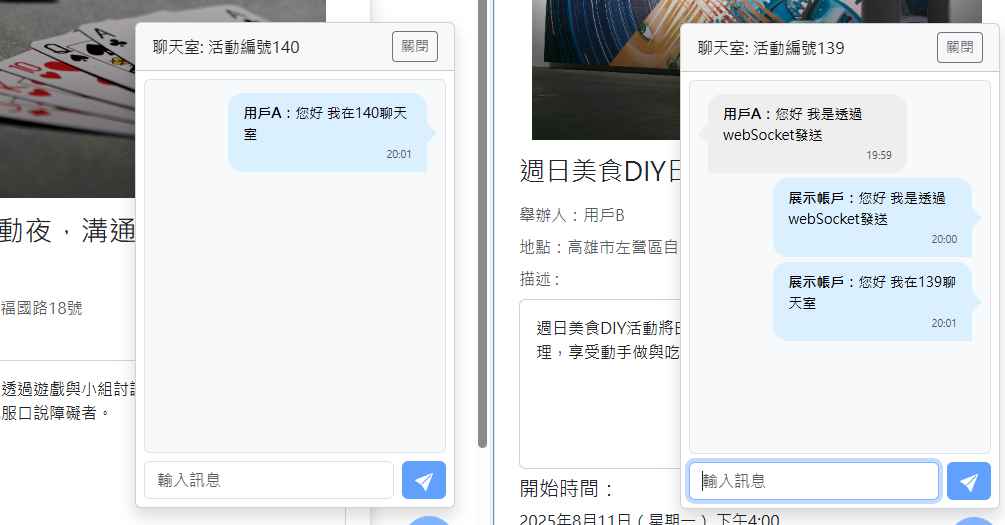 聊天室: 活動編號140
關閉
用戶A：您好 我在140聊天
室
20:01
輸入訊息
動夜，溝通
福國路18號
透過遊戲與小組討
服口說障礙者。
聊天室: 活動編號139
關閉
用戶A：您好 我是透過
webSocket發送
19:59
展示帳戶：您好 我是透過
webSocket發送
20:00
展示帳戶：您好 我在139聊
天室
20:01
輸入訊息
週日美食DIY日
舉辦人：用戶B
地點：高雄市左營區自
描述：
週日美食DIY活動將由
理，享受動手做與吃
開始時間：
2025年8月11日（星期一） 下午4:00